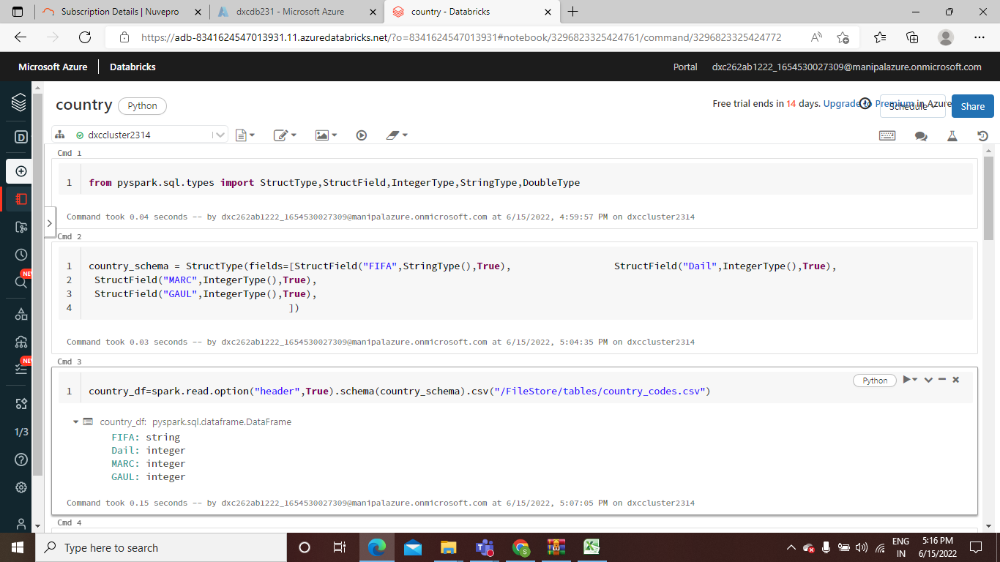 Subscription Details | Nuvepro
dxcdb231 - Microsoft Azure
country - Databricks
https://adb-8341624547013931.11.azuredatabricks.net/?o=8341624547013931#notebook/3296823325424761/command/3296823325424772
Microsoft Azure
Databricks
Portal
dxc262ab1222_1654530027309@manipalazure.onmicrosoft.com
country
Python
Free trial ends in 14 days. Upgrade to Premium in Azure
Schedule
Share
D
dxccluster2314
Cmd 1
1 from pyspark.sql.types import StructType,StructField,IntegerType,StringType,DoubleType
Command took 0.04 seconds -- by dxc262ab1222_1654530027309@manipalazure.onmicrosoft.com at 6/15/2022, 4:59:57 PM on dxccluster2314
Cmd 2
1 country_schema = StructType(fields=[StructField("FIFA",StringType(),True), StructField("Dail",IntegerType(),True),
2 StructField("MARC",IntegerType(),True),
3 StructField("GAUL",IntegerType(),True),
4 ])
Command took 0.03 seconds -- by dxc262ab1222_1654530027309@manipalazure.onmicrosoft.com at 6/15/2022, 5:04:35 PM on dxccluster2314
Cmd 3
Python
1 country_df=spark.read.option("header",True).schema(country_schema).csv("/FileStore/tables/country_codes.csv")
country_df: pyspark.sql.dataframe.DataFrame
FIFA: string
Dail: integer
MARC: integer
GAUL: integer
Command took 0.15 seconds -- by dxc262ab1222_1654530027309@manipalazure.onmicrosoft.com at 6/15/2022, 5:07:05 PM on dxccluster2314
Cmd 4
NE
NE
1/3
Type here to search
ENG
IN
5:16 PM
6/15/2022